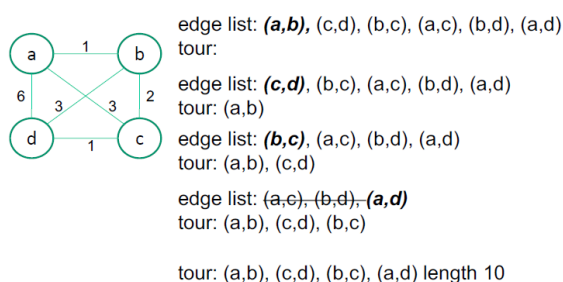 edge list: (a,b), (c,d), (b,c), (a,c), (b,d), (a,d)
tour:
edge list: (c,d), (b,c), (a,c), (b,d), (a,d)
tour: (a,b)
edge list: (b,c), (a,c), (b,d), (a,d)
tour: (a,b), (c,d)
edge list: (a,c), (b,d), (a,d)
tour: (a,b), (c,d), (b,c)
tour: (a,b), (c,d), (b,c), (a,d) length 10
a 1 b
6 3 3 2
d 1 c